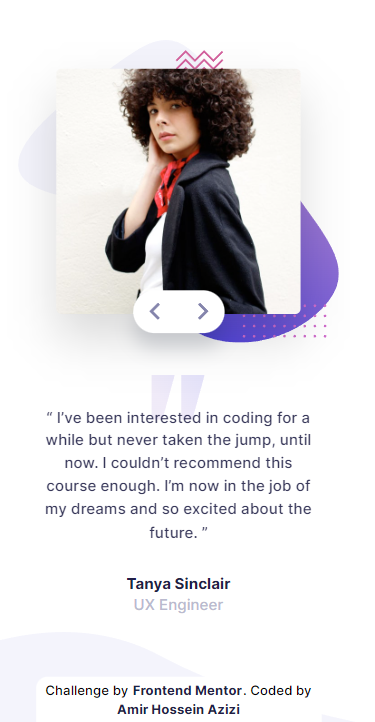 “ I’ve been interested in coding for a
while but never taken the jump, until
now. I couldn’t recommend this
course enough. I’m now in the job of
my dreams and so excited about the
future. ”
Tanya Sinclair
UX Engineer
Challenge by Frontend Mentor. Coded by
Amir Hossein Azizi